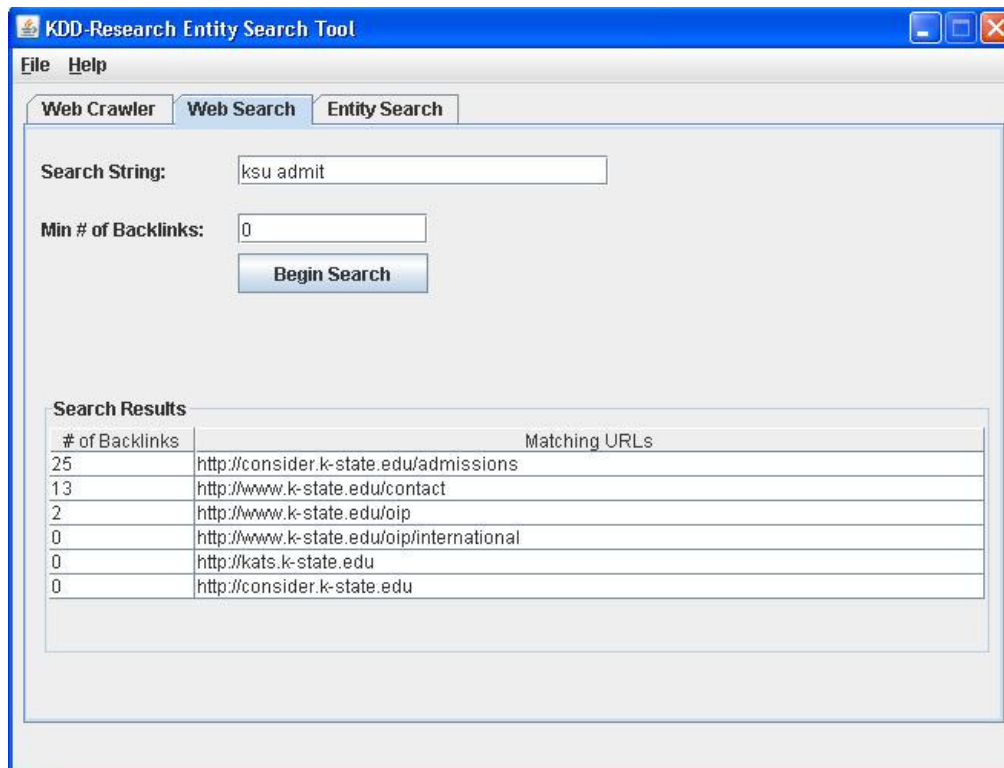 KDD-Research Entity Search Tool
File Help
Web Crawler Web Search Entity Search
Search String: ksu admit
Min # of Backlinks: 0
Begin Search
Search Results
# of Backlinks Matching URLs
25 http://consider.k-state.edu/admissions
13 http://www.k-state.edu/contact
2 http://www.k-state.edu/oip
0 http://www.k-state.edu/oip/international
0 http://kats.k-state.edu
0 http://consider.k-state.edu